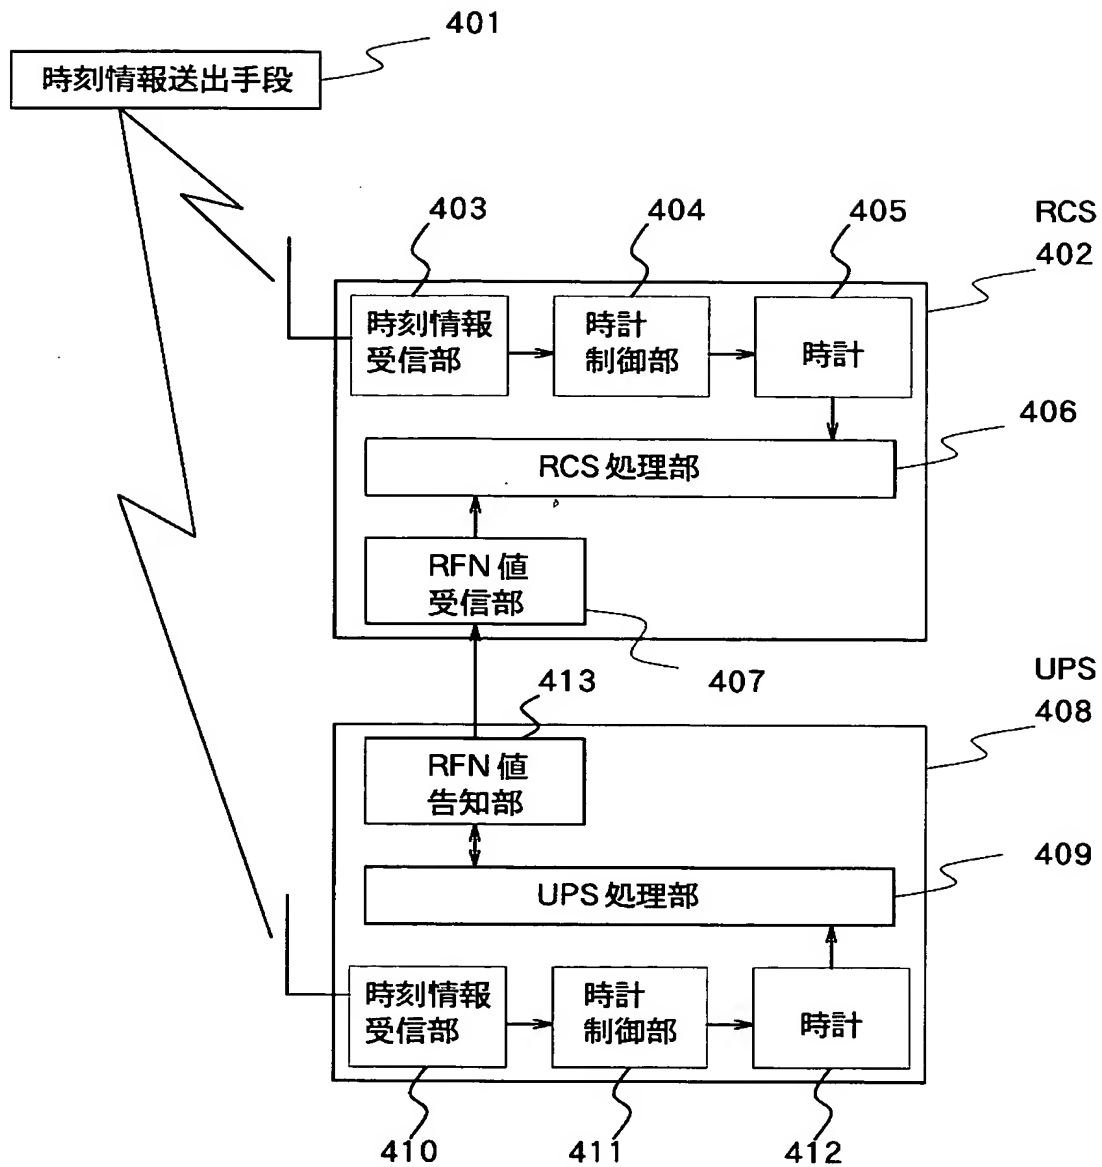 401
時刻情報送出手段
403
404
405
RCS
402
時刻情報
受信部
時計
制御部
時計
406
RCS 処理部
RFN 値
受信部
407
413
UPS
408
RFN 値
告知部
409
UPS 処理部
時刻情報
受信部
時計
制御部
時計
410
411
412